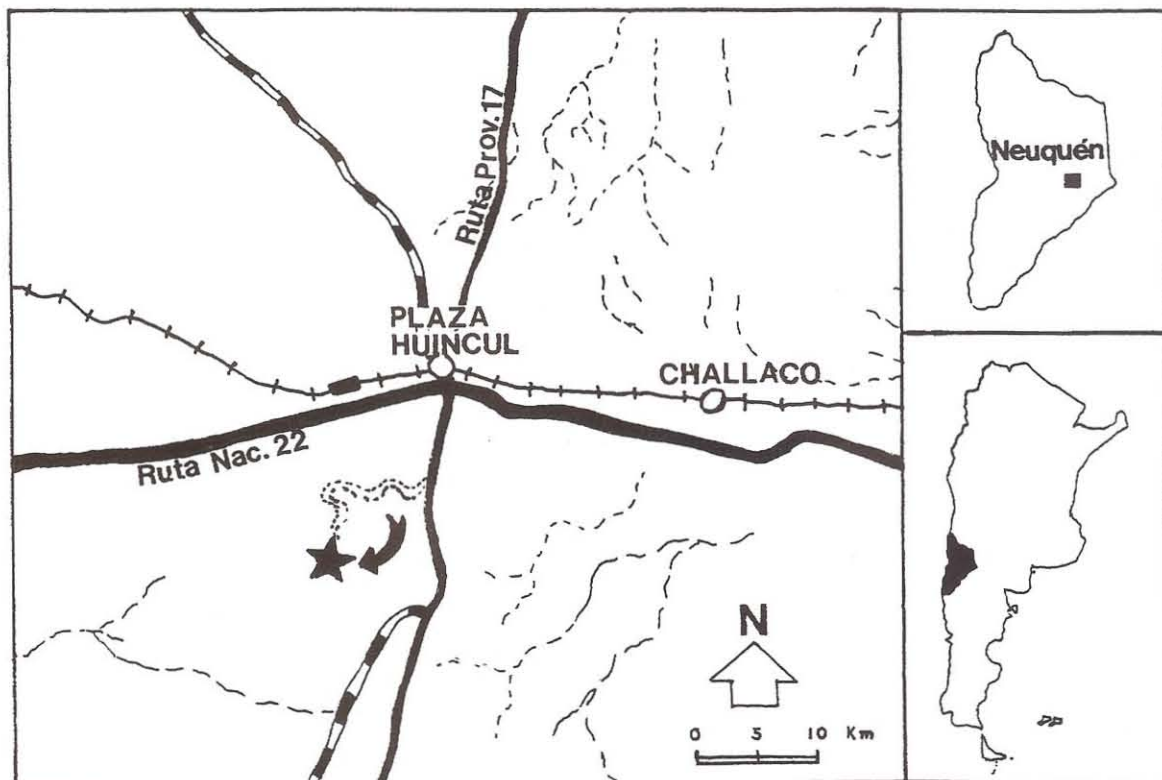 Ruta Prov. 17
Neuquén
PLAZA
HUINCUL
CHALLACO
Ruta Nac. 22
N
0 5 10 Km